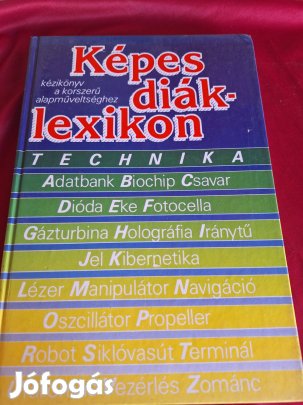 Képes
kézikönyv
a korszerű
alapműveltséghez
diák-
lexikon
TECHNIKA
Adatbank Biochip Csavar
Dióda Eke Fotocella
Gázturbina Holográfia Iránytű
Jel Kibernetika
Lézer Manipulátor Navigáció
Oszcillátor Propeller
Robot Siklóvasút Terminál
Zománc
Jófogás